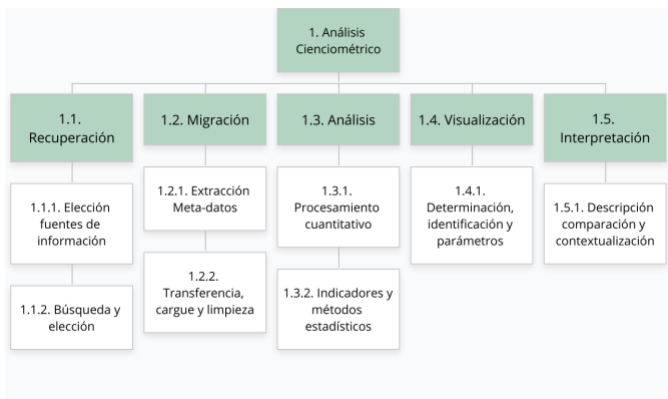 1. Análisis
Cienciométrico
1.1.
Recuperación
1.2. Migración
1.3. Análisis
1.4. Visualización
1.5.
Interpretación
1.1.1. Elección
fuentes de
información
1.1.2. Búsqueda y
elección
1.2.1. Extracción
Meta-datos
1.2.2.
Transferencia,
cargue y limpieza
1.3.1.
Procesamiento
cuantitativo
1.3.2. Indicadores y
métodos
estadísticos
1.4.1.
Determinación,
identificación y
parámetros
1.5.1. Descripción
comparación y
contextualización